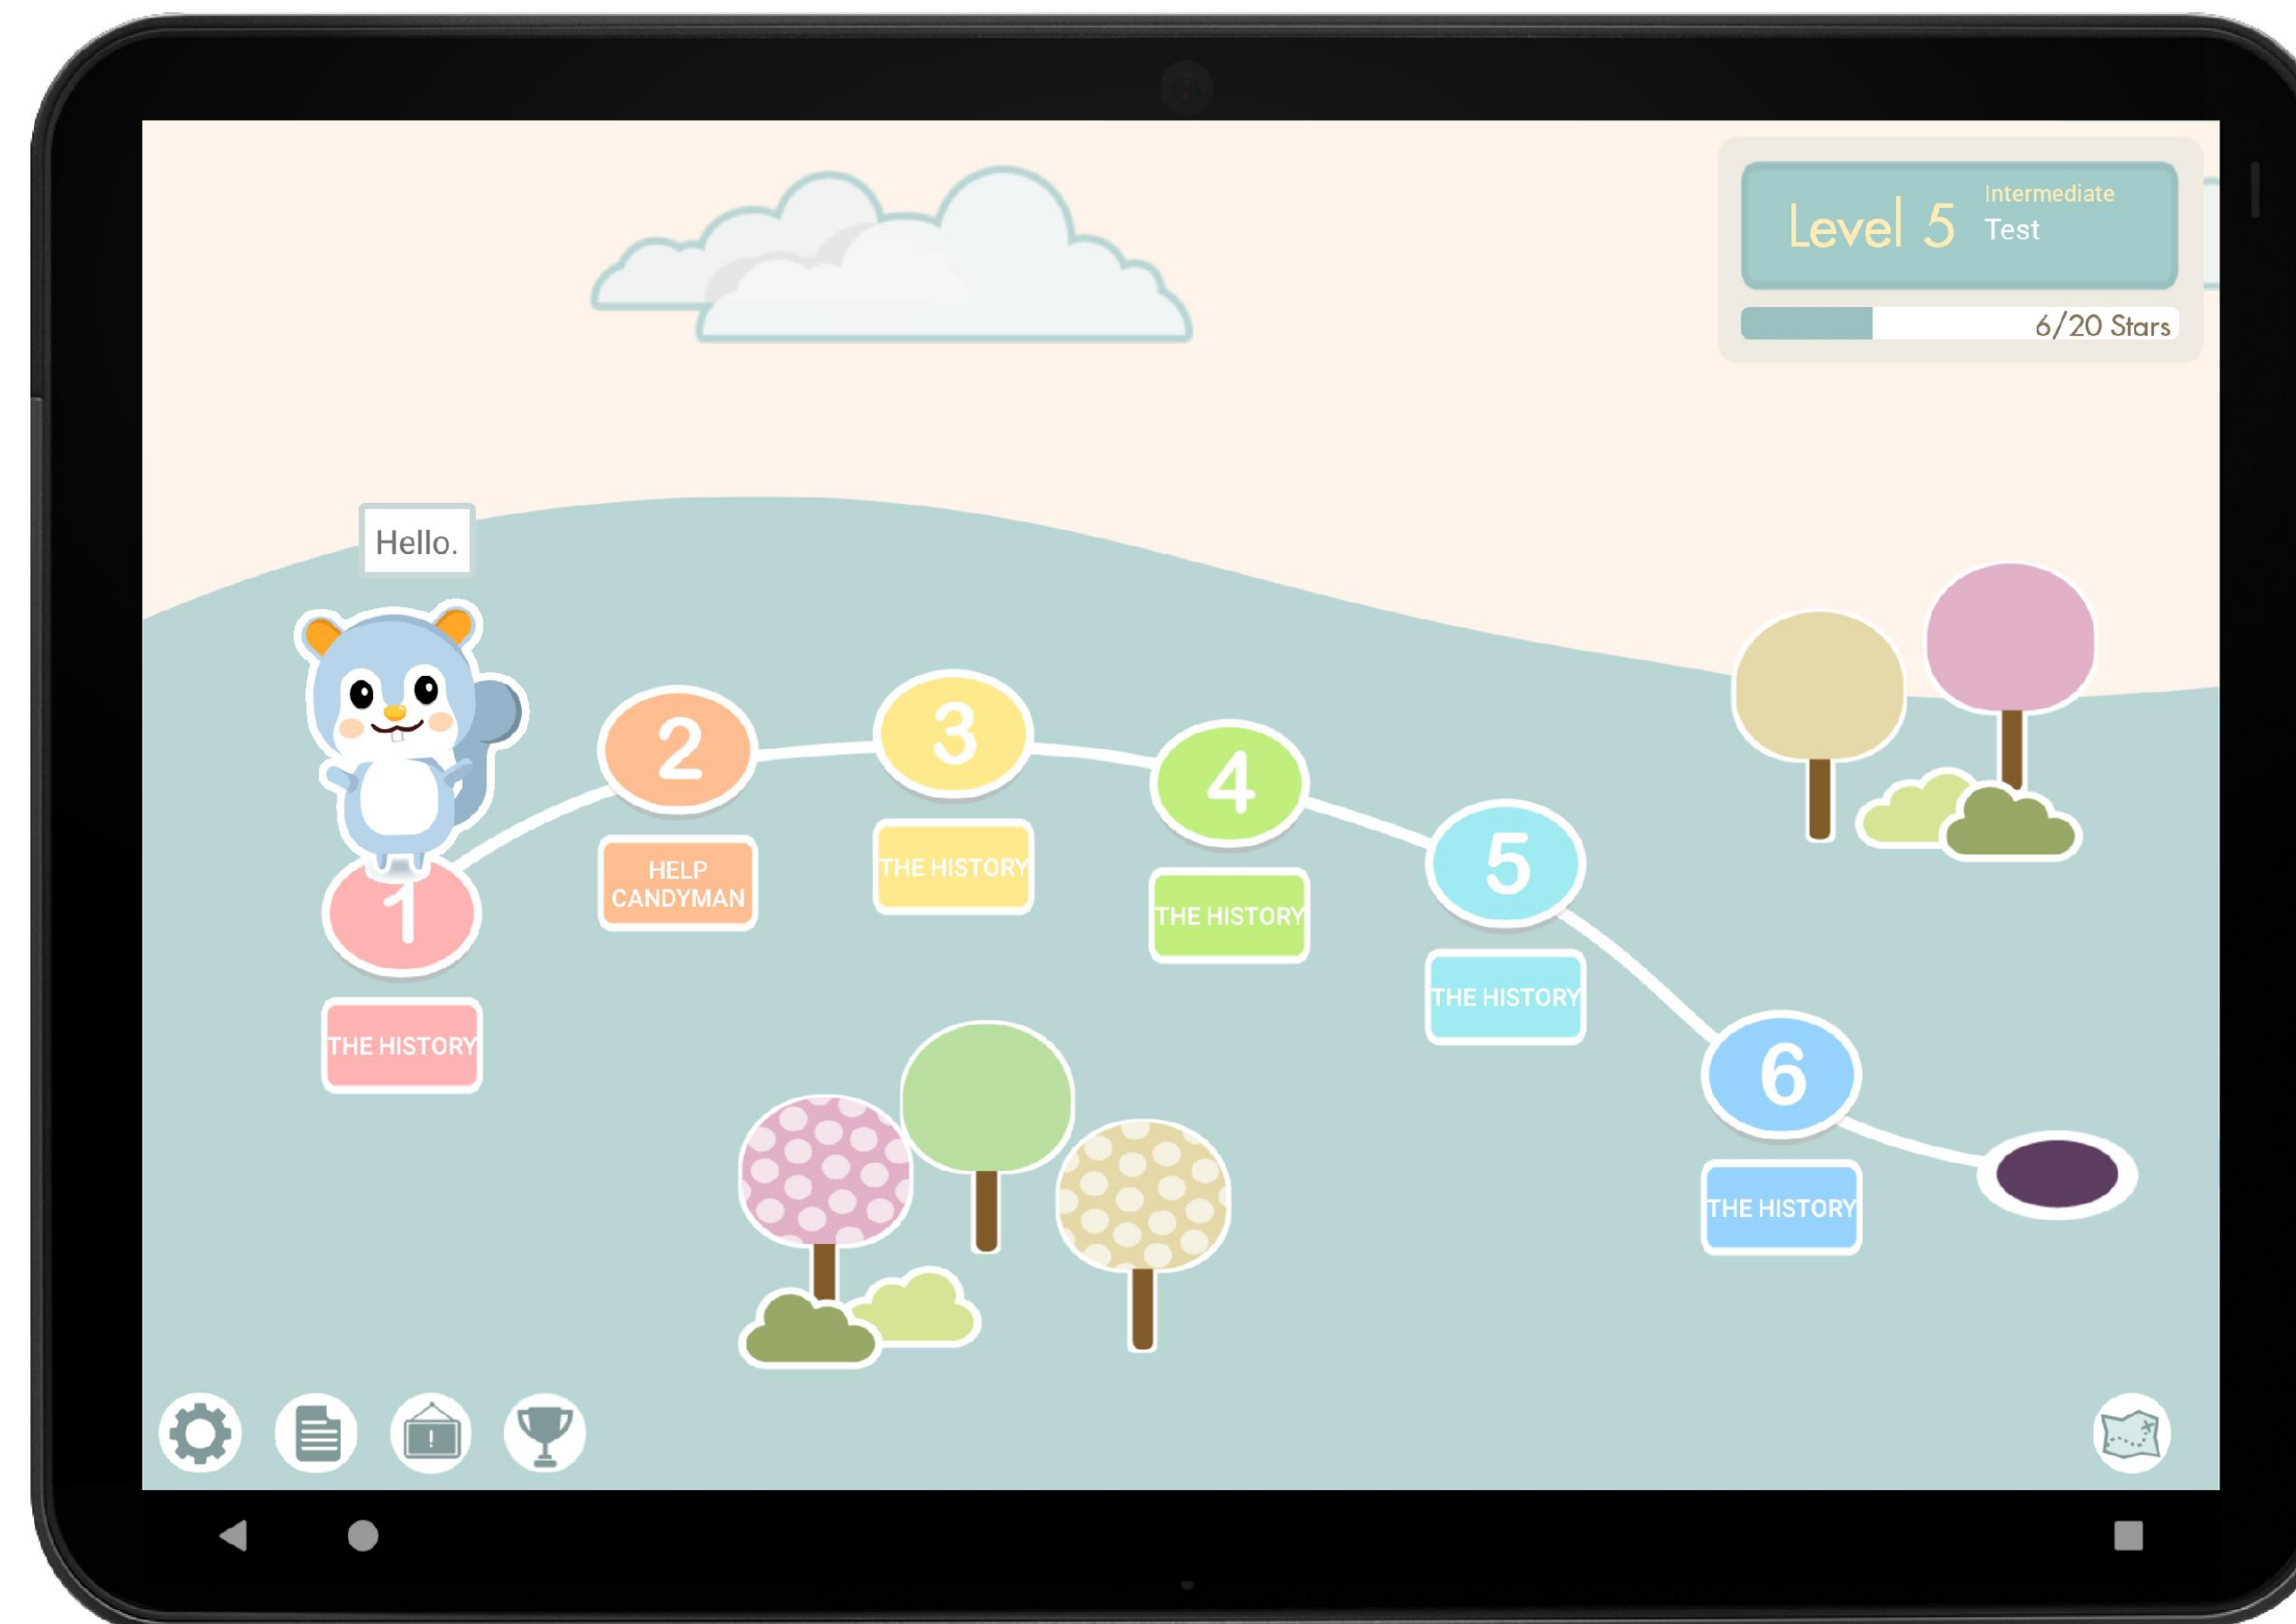 Level 5
Intermediate
Test
6/20 Stars
Hello.
1
THE HISTORY
2
HELP
CANDYMAN
3
THE HISTORY
4
THE HISTORY
5
THE HISTORY
6
THE HISTORY
!